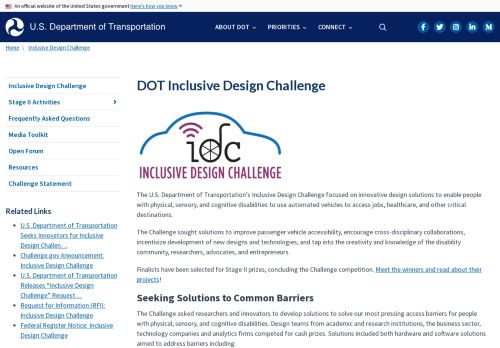 An official website of the United States government Here's how you know
U.S. Department of Transportation
ABOUT DOT
PRIORITIES
CONNECT
Home \ Inclusive Design Challenge
Inclusive Design Challenge
Stage II Activities
Frequently Asked Questions
Media Toolkit
Open Forum
Resources
Challenge Statement
Related Links
U.S. Department of Transportation
Seeks Innovators for Inclusive
Design Challen…
Challenge.gov Announcement:
Inclusive Design Challenge
U.S. Department of Transportation
Releases "Inclusive Design
Challenge" Request…
Request for Information (RFI):
Inclusive Design Challenge
Federal Register Notice: Inclusive
Design Challenge
DOT Inclusive Design Challenge
idc
INCLUSIVE DESIGN CHALLENGE
The U.S. Department of Transportation's Inclusive Design Challenge focused on innovative design solutions to enable people
with physical, sensory, and cognitive disabilities to use automated vehicles to access jobs, healthcare, and other critical
destinations.
The Challenge sought solutions to improve passenger vehicle accessibility, encourage cross-disciplinary collaborations,
incentivize development of new designs and technologies, and tap into the creativity and knowledge of the disability
community, researchers, advocates, and entrepreneurs.
Finalists have been selected for Stage II prizes, concluding the Challenge competition. Meet the winners and read about their
projects!
Seeking Solutions to Common Barriers
The Challenge asked researchers and innovators to develop solutions to solve our most pressing access barriers for people
with physical, sensory, and cognitive disabilities. Design teams from academic and research institutions, the business sector,
technology companies and analytics firms competed for cash prizes. Solutions included both hardware and software solutions
aimed to address barriers including: